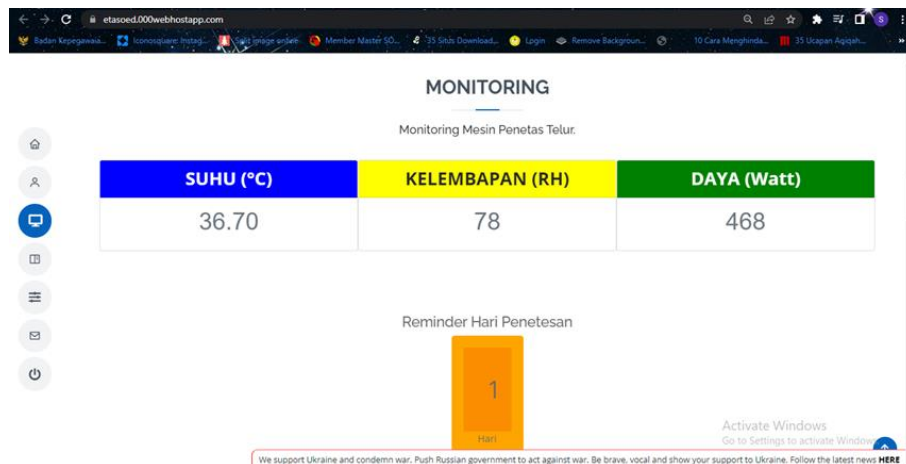 etasoed.000webhostapp.com
Badan Kepegawaia... Iconosquare: Instag... Split image online Member Master SO... 35 Situs Download... Login Remove Backgroun... 10 Cara Menghinda... 35 Ucapan Aqiqah... »
MONITORING
Monitoring Mesin Penetas Telur.
SUHU (°C) KELEMBAPAN (RH) DAYA (Watt)
36.70 78 468
Reminder Hari Penetesan
1
Hari
Activate Windows
Go to Settings to activate Windows
We support Ukraine and condemn war. Push Russian government to act against war. Be brave, vocal and show your support to Ukraine. Follow the latest news HERE